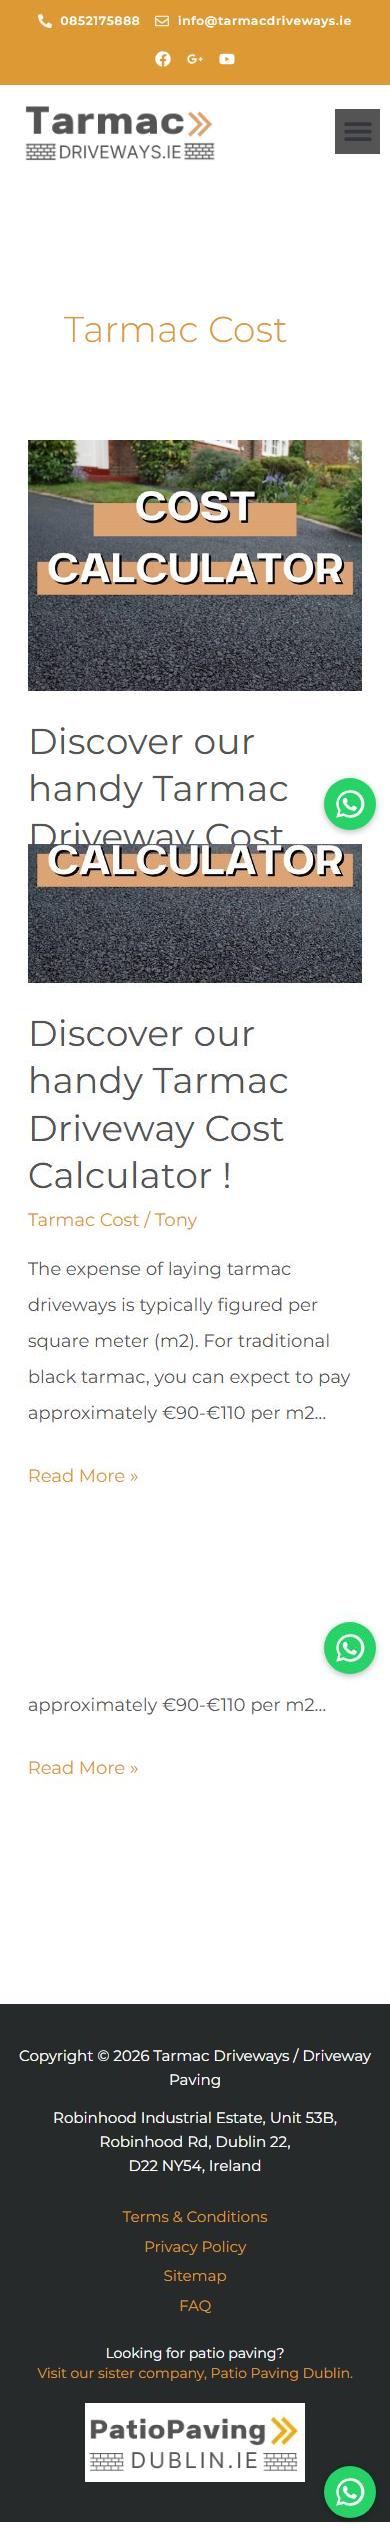 0852175888 info@tarmacdriveways.ie
Tarmac
DRIVEWAYS.IE
Tarmac Cost
COST
CALCULATOR
Discover our
handy Tarmac
Driveway Cost
CALCULATOR
Discover our
handy Tarmac
Driveway Cost
Calculator !
Tarmac Cost / Tony
The expense of laying tarmac
driveways is typically figured per
square meter (m2). For traditional
black tarmac, you can expect to pay
approximately €90-€110 per m2...
Read More »
approximately €90-€110 per m2...
Read More »
Copyright © 2026 Tarmac Driveways / Driveway
Paving
Robinhood Industrial Estate, Unit 53B,
Robinhood Rd, Dublin 22,
D22 NY54, Ireland
Terms & Conditions
Privacy Policy
Sitemap
FAQ
Looking for patio paving?
Visit our sister company, Patio Paving Dublin.
PatioPaving
DUBLIN.IE